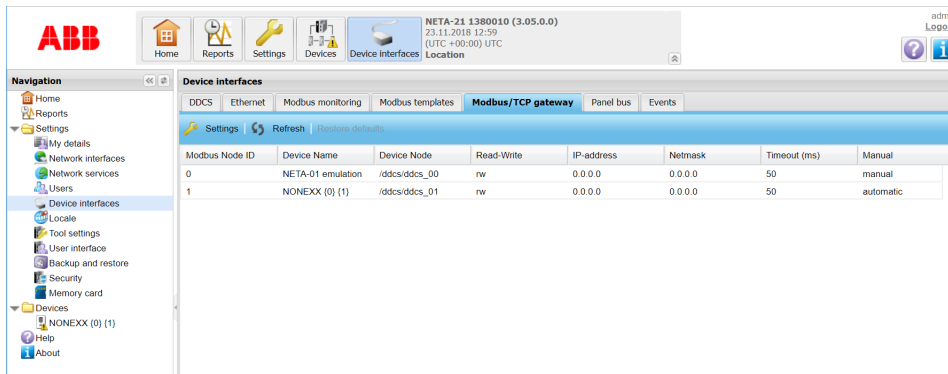 ABB
Home
Reports
Settings
Devices
Device interfaces
NETA-21 1380010 (3.05.0.0)
23.11.2018 12:59
(UTC +00:00) UTC
Location
adm
Logo
Navigation
Home
Reports
Settings
My details
Network interfaces
Network services
Users
Device interfaces
Locale
Tool settings
User interface
Backup and restore
Security
Memory card
Devices
NONEXX {0} {1}
Help
About
Device interfaces
DDCS Ethernet Modbus monitoring Modbus templates Modbus/TCP gateway Panel bus Events
Settings Refresh Restore defaults
Modbus Node ID Device Name Device Node Read-Write IP-address Netmask Timeout (ms) Manual
0 NETA-01 emulation /ddcs/ddcs_00 rw 0.0.0.0 0.0.0.0 50 manual
1 NONEXX {0} {1} /ddcs/ddcs_01 rw 0.0.0.0 0.0.0.0 50 automatic